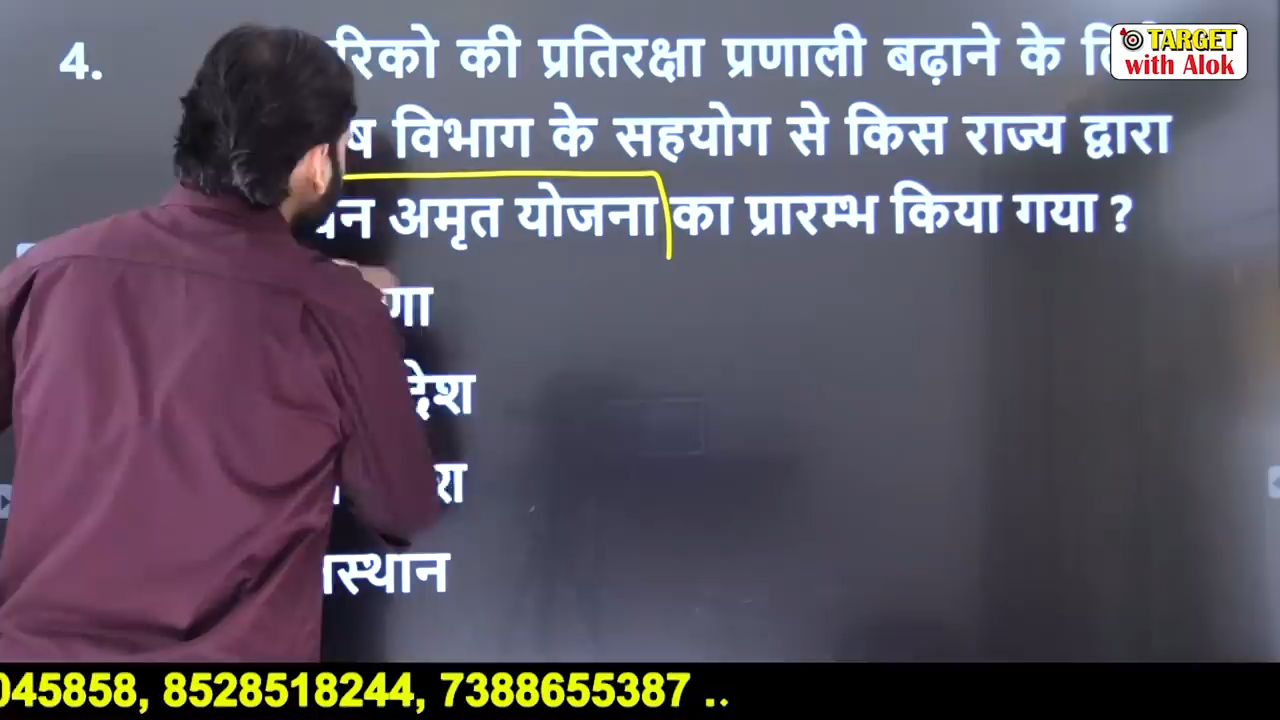 4. की प्रतिरक्षा प्रणाली बढ़ाने के
विभाग के सहयोग से किस राज्य द्वारा
अमृत योजना का प्रारम्भ किया गया ?
TARGET
with Alok
045858, 8528518244, 7388655387 ..